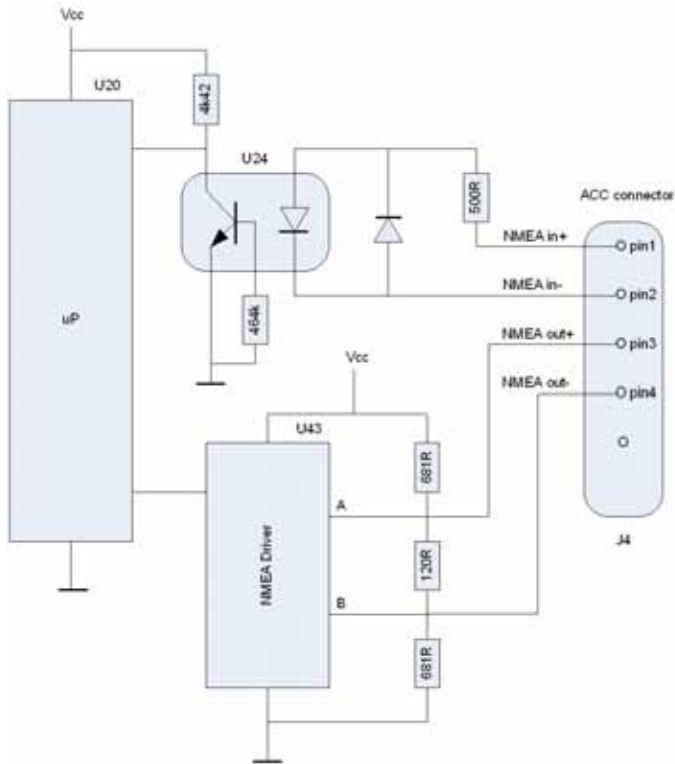 Vcc
U20
4k42
U24
500R
ACC connector
NMEA in+
pin1
NMEA in-
pin2
uP
464k
NMEA out+
pin3
Vcc
NMEA out-
pin4
U43
681R
A
J4
NMEA Driver
120R
B
681R